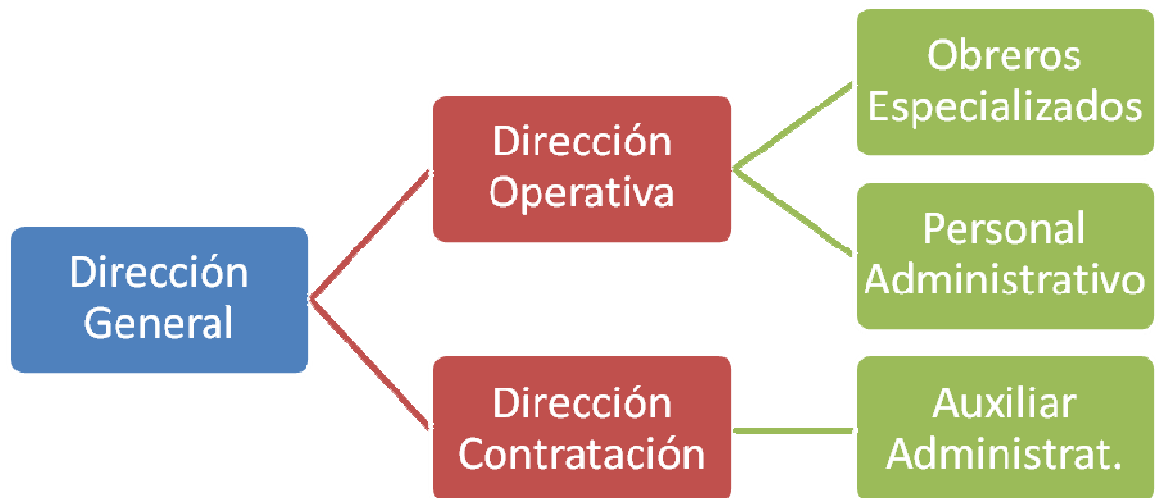 Dirección
General
Dirección
Operativa
Obreros
Especializados
Personal
Administrativo
Dirección
Contratación
Auxiliar
Administrat.